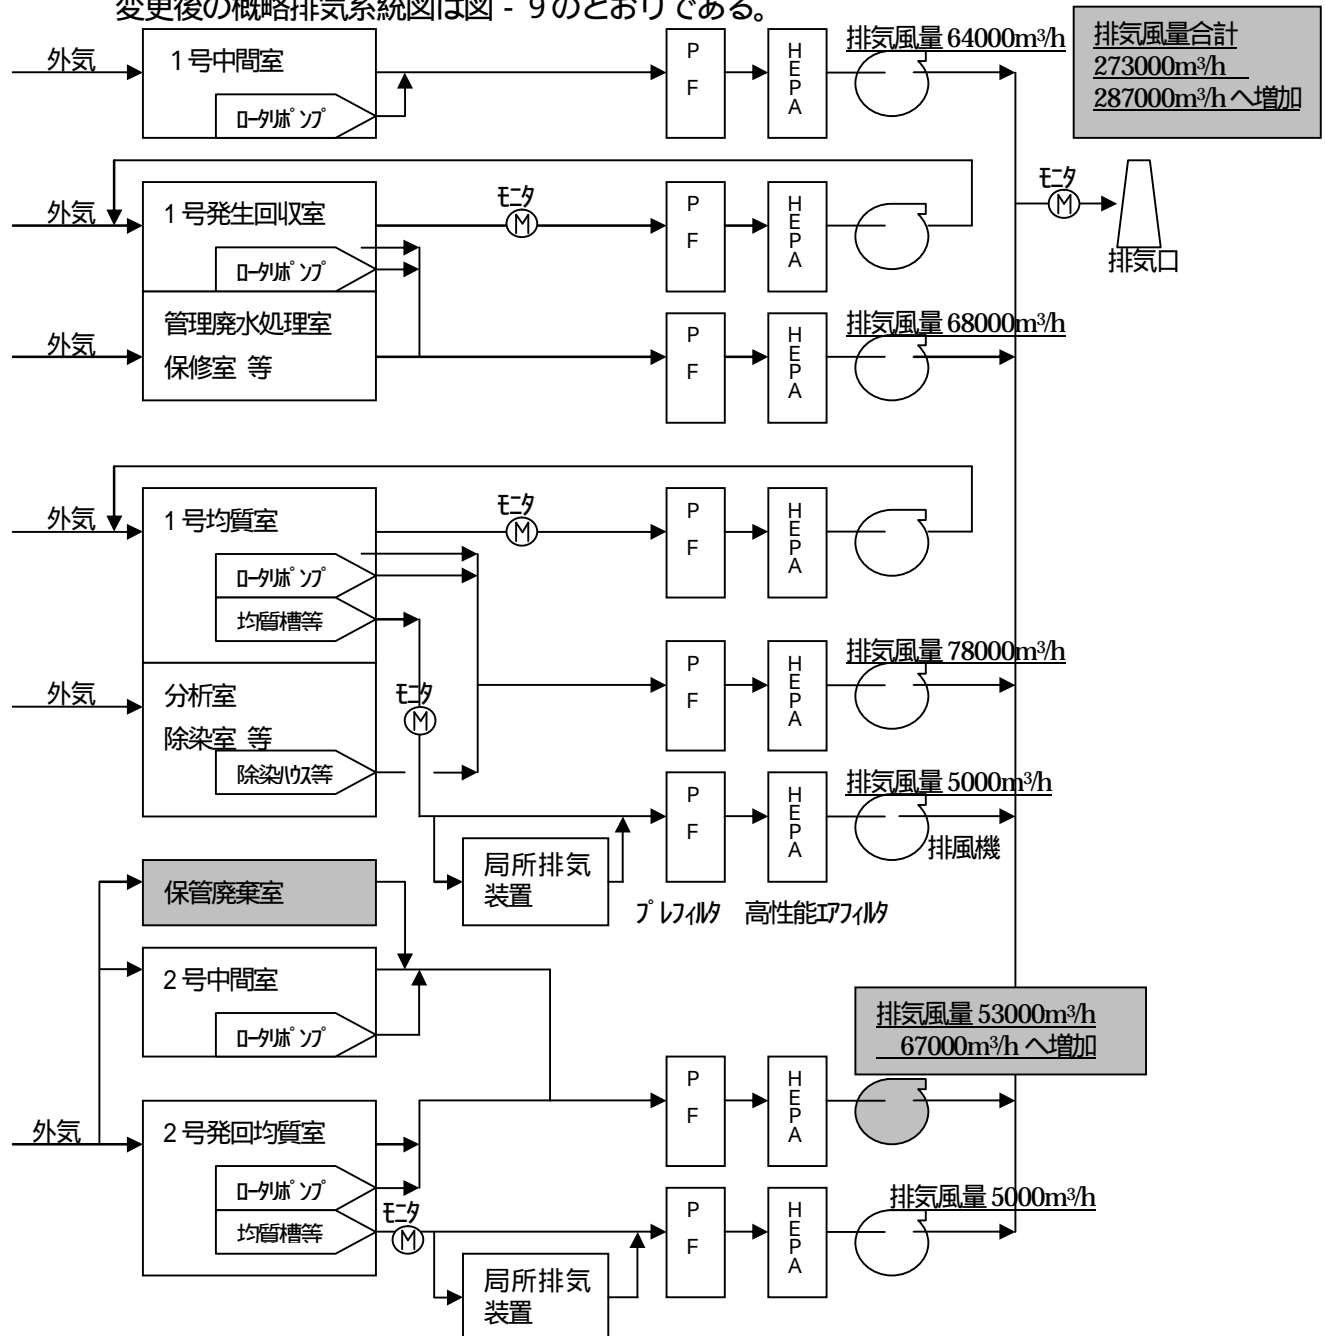 変更後の概略排気系統図は図-9のとおりである。
外気
1号中間室
ロータリポンプ
PF
HEPA
排気風量 64000m³/h
排気風量合計
273000m³/h
287000m³/h へ増加
外気
1号発生回収室
ロータリポンプ
モニタ
M
PF
HEPA
モニタ
M
排気口
外気
管理廃水処理室
保修室 等
PF
HEPA
排気風量 68000m³/h
外気
1号均質室
ロータリポンプ
均質槽等
モニタ
M
PF
HEPA
外気
分析室
除染室 等
除染ハウス等
モニタ
M
PF
HEPA
排気風量 78000m³/h
PF
HEPA
排気風量 5000m³/h
排風機
局所排気
装置
プレフィルタ
高性能エアフィルタ
保管廃棄室
2号中間室
ロータリポンプ
排気風量 53000m³/h
67000m³/h へ増加
PF
HEPA
外気
2号発回均質室
ロータリポンプ
均質槽等
モニタ
M
PF
HEPA
排気風量 5000m³/h
局所排気
装置